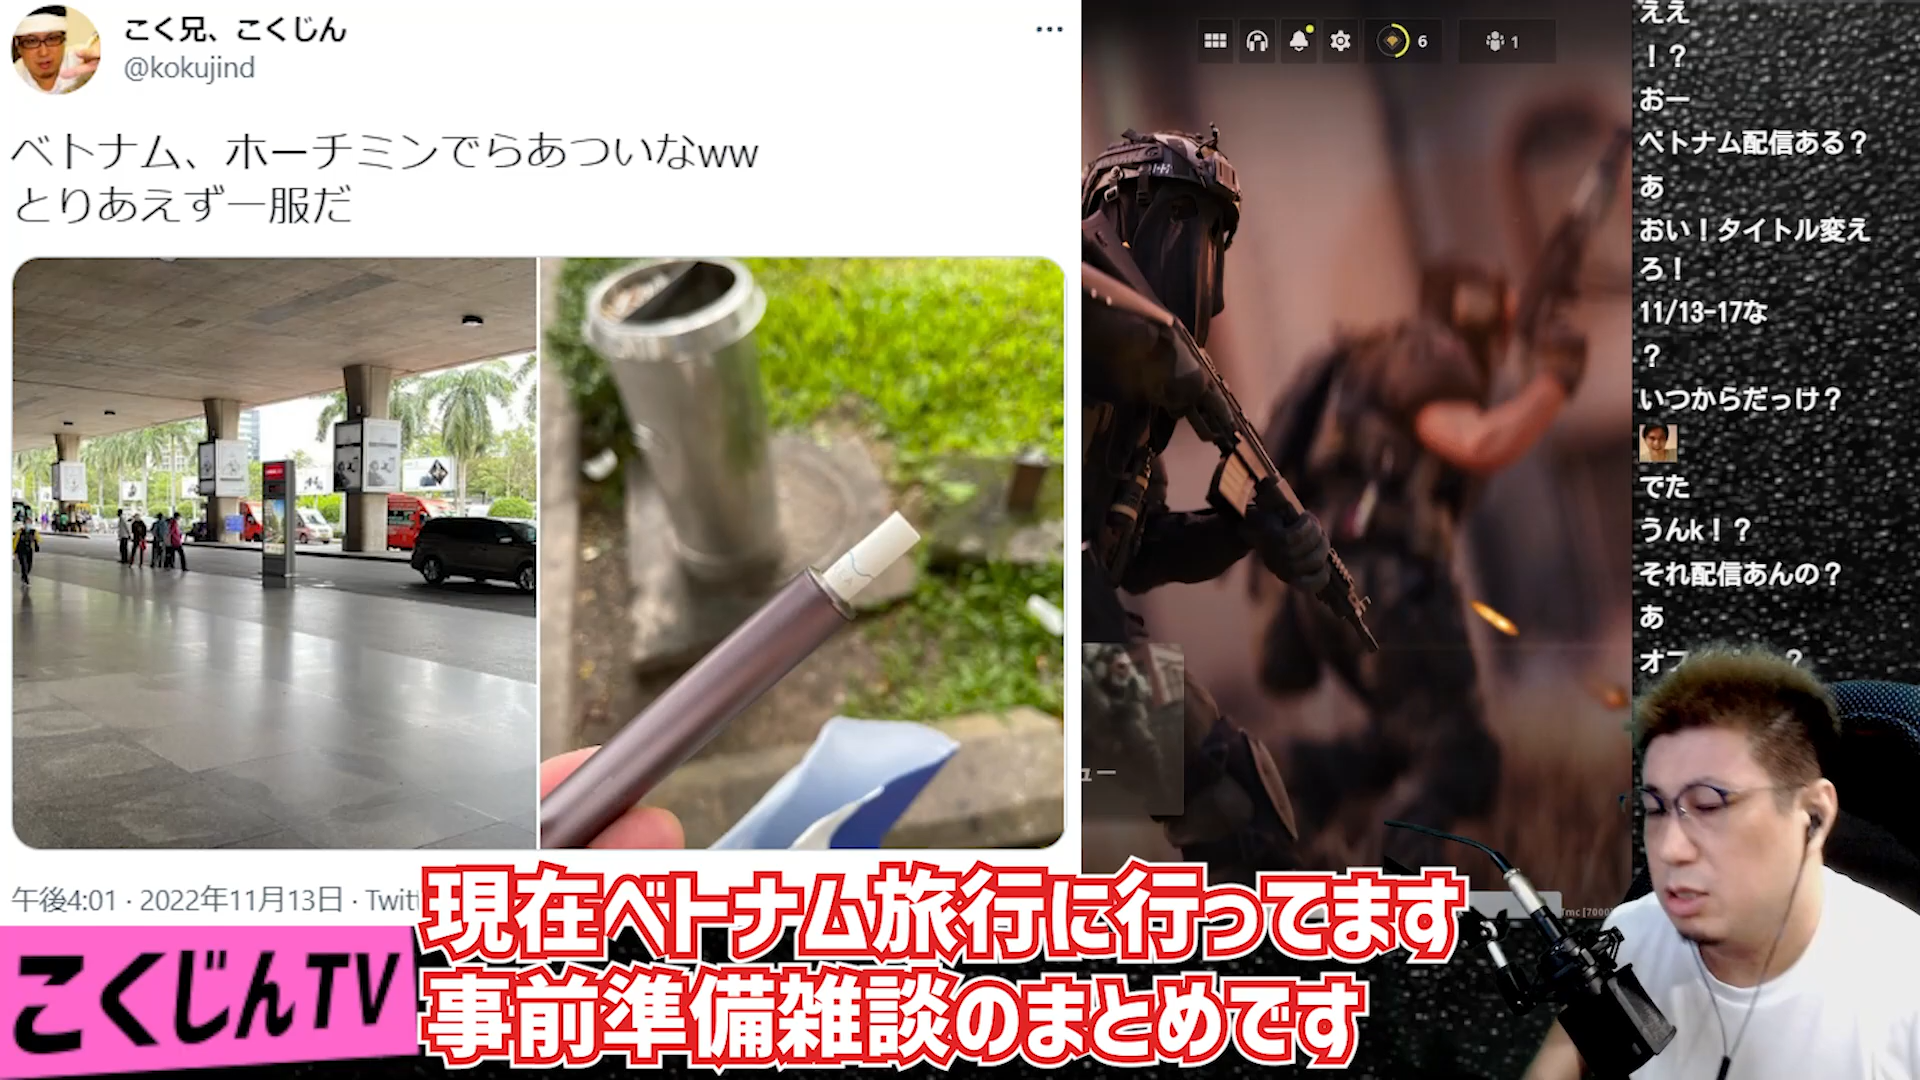 こく兄、こくじん
@kokujind
ベトナム、ホーチミンでらあついなww
とりあえず一服だ
午後4:01 · 2022年11月13日 · Twit
6
1
ュー
ええ
！？
おー
ベトナム配信ある？
あ
おい！タイトル変え
ろ！
11/13-17な
？
いつからだっけ？
でた
うんk！？
それ配信あんの？
あ
オフ
？
現在ベトナム旅行に行ってます
事前準備雑談のまとめです
こくじんTV